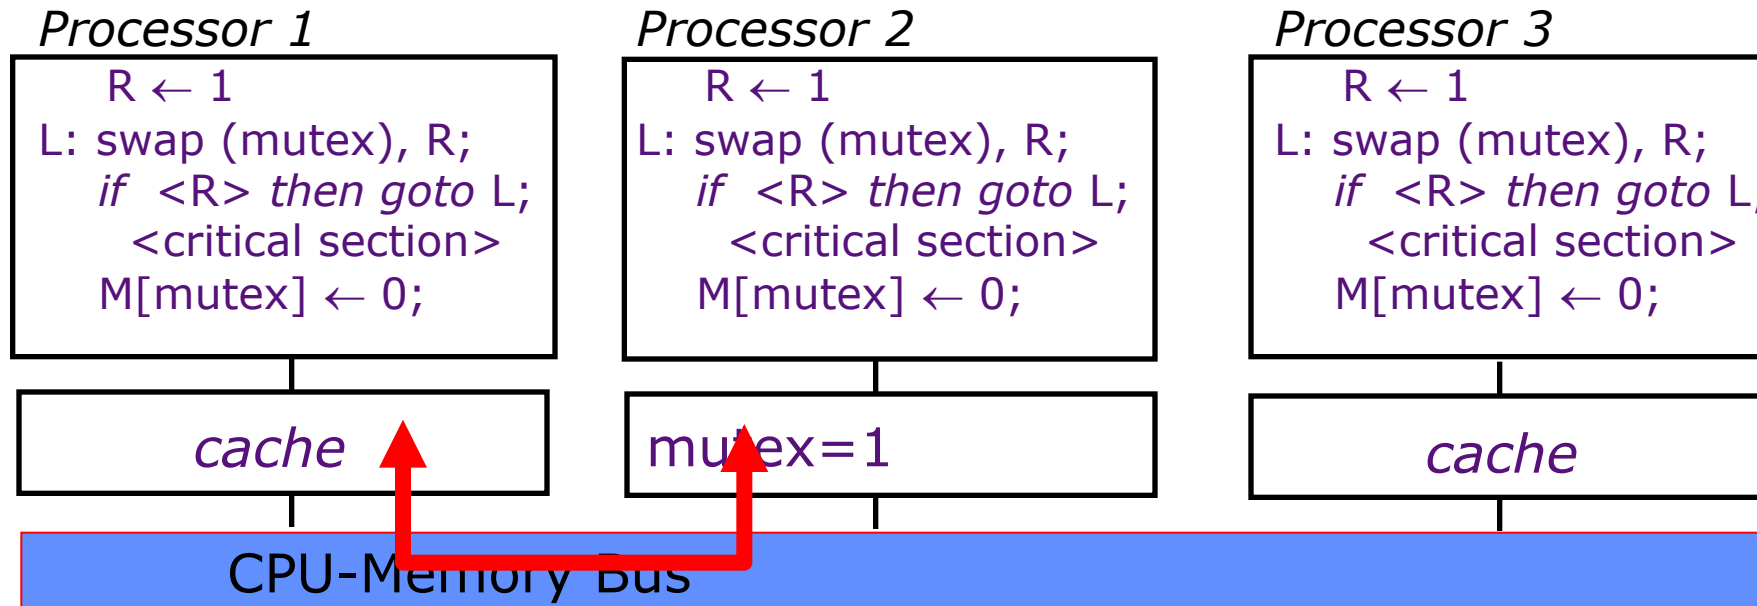 Processor 1
R ← 1
L: swap (mutex), R;
if <R> then goto L;
<critical section>
M[mutex] ← 0;
cache
Processor 2
R ← 1
L: swap (mutex), R;
if <R> then goto L;
<critical section>
M[mutex] ← 0;
mutex=1
Processor 3
R ← 1
L: swap (mutex), R;
if <R> then goto L;
<critical section>
M[mutex] ← 0;
cache
CPU-Memory Bus